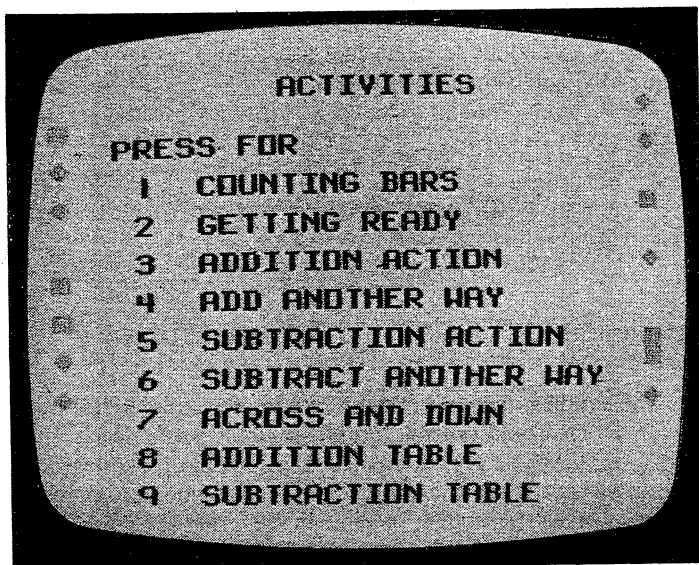 ACTIVITIES
PRESS FOR
1 COUNTING BARS
2 GETTING READY
3 ADDITION ACTION
4 ADD ANOTHER WAY
5 SUBTRACTION ACTION
6 SUBTRACT ANOTHER WAY
7 ACROSS AND DOWN
8 ADDITION TABLE
9 SUBTRACTION TABLE